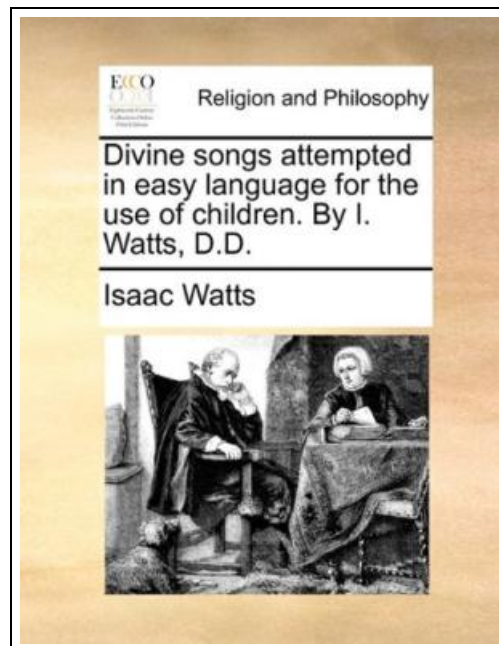 ECCO
Religion and Philosophy
Divine songs attempted
in easy language for the
use of children. By I.
Watts, D.D.
Isaac Watts